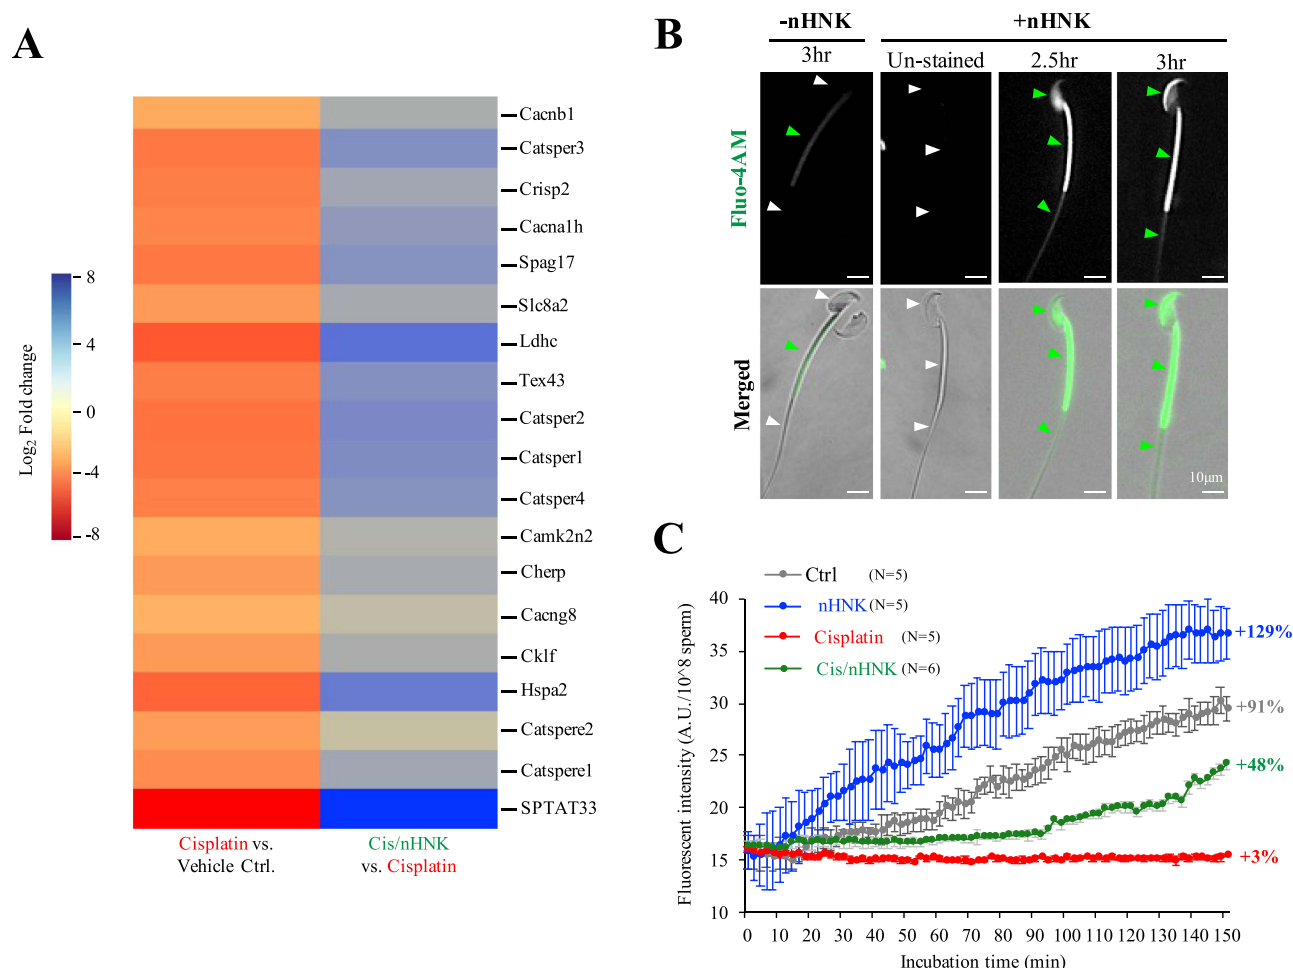 A
Cacnb1
Catsper3
Crisp2
Cacna1h
Spag17
Slc8a2
Ldhc
Tex43
Catsper2
Catsper1
Catsper4
Camk2n2
Cherp
Cacng8
Cklf
Hspa2
Catspere2
Catspere1
SPTAT33
Log2 Fold change
8
4
0
-4
-8
Cisplatin vs.
Vehicle Ctrl.
Cis/nHNK
vs. Cisplatin
B
-nHNK
+nHNK
3hr
Un-stained
2.5hr
3hr
Fluo-4AM
Merged
10μm
C
Ctrl (N=5)
nHNK (N=5)
Cisplatin (N=5)
Cis/nHNK (N=6)
Fluorescent intensity (A.U./10^8 sperm)
40
35
30
25
20
15
10
+129%
+91%
+48%
+3%
0 10 20 30 40 50 60 70 80 90 100 110 120 130 140 150
Incubation time (min)